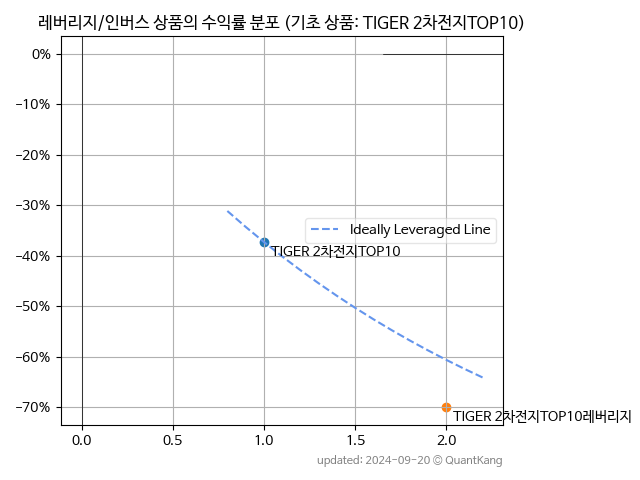 레버리지/인버스 상품의 수익률 분포 (기초 상품: TIGER 2차전지TOP10)
0%
−10%
−20%
−30%
Ideally Leveraged Line
TIGER 2차전지TOP10
−40%
−50%
−60%
−70%
TIGER 2차전지TOP10레버리지
0.0 0.5 1.0 1.5 2.0
updated: 2024-09-20 © QuantKang